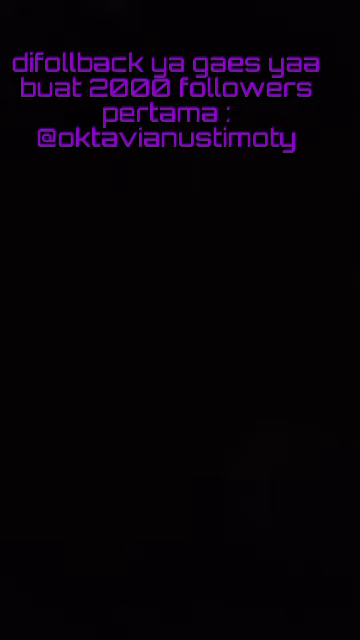 difollback ya gaes yaa
buat 2000 followers
pertama :
@oktavianustimoty